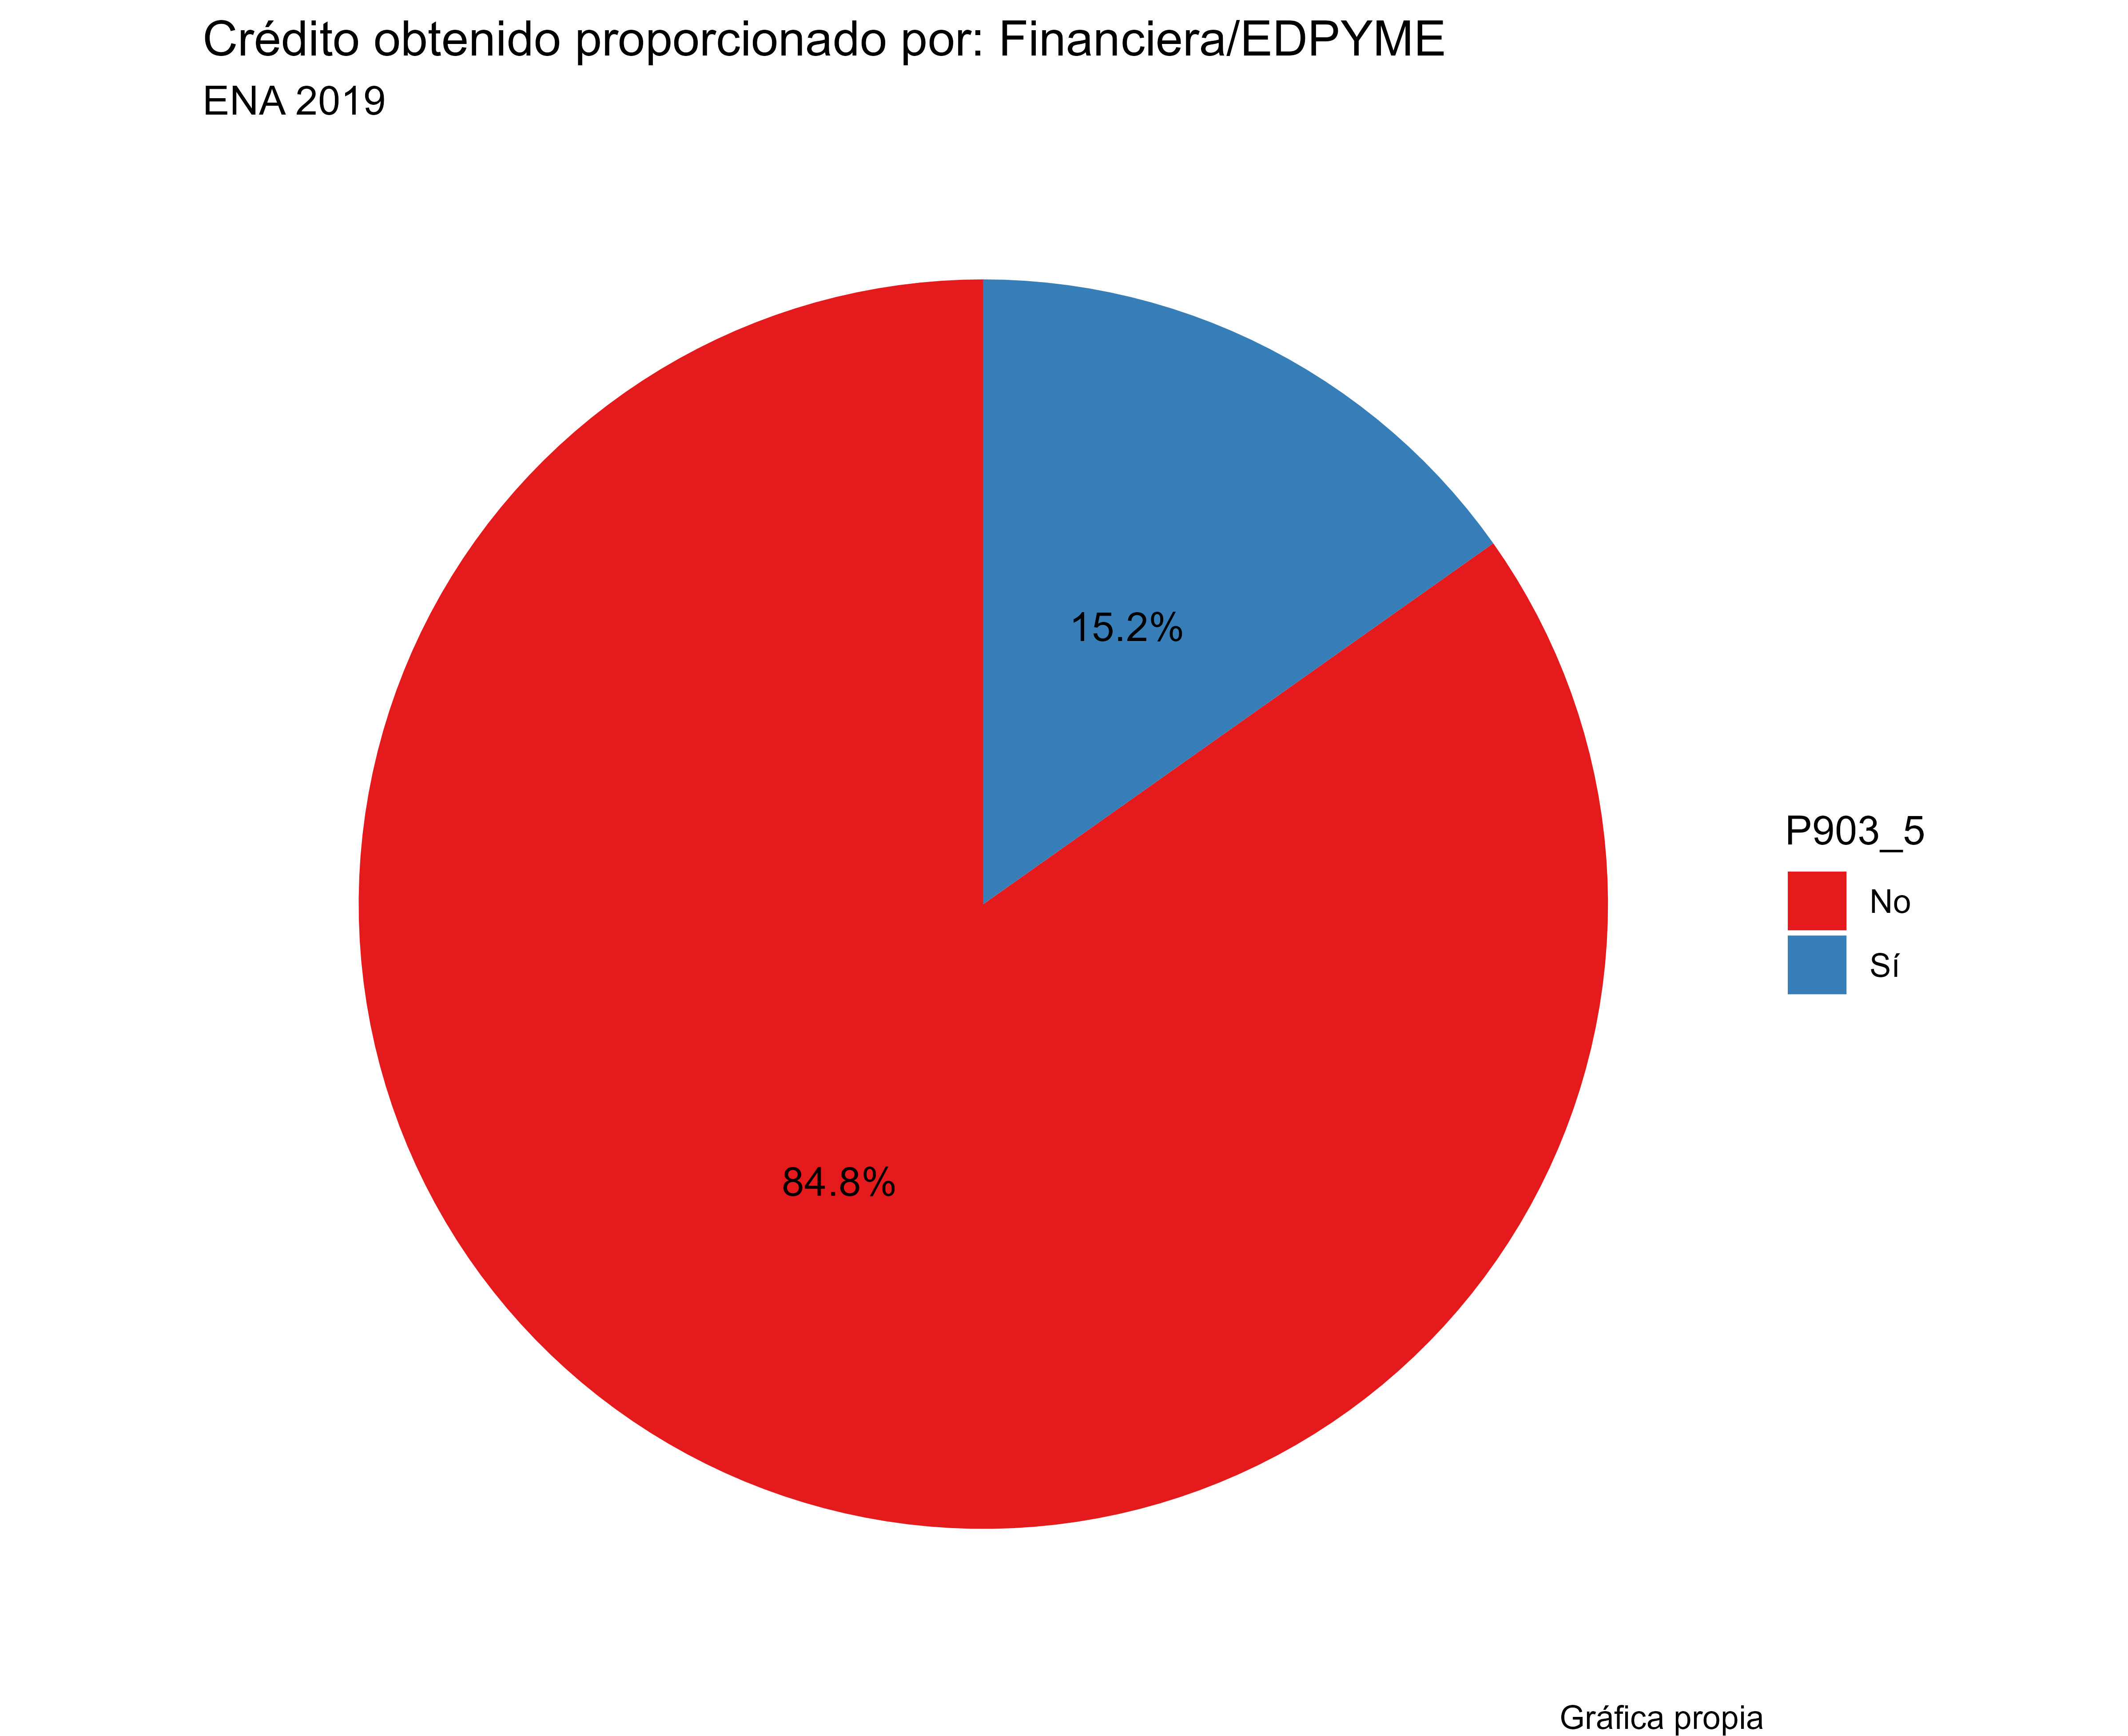 Crédito obtenido proporcionado por: Financiera/EDPYME
ENA 2019
15.2%
84.8%
P903_5
No
Sí
Gráfica propia